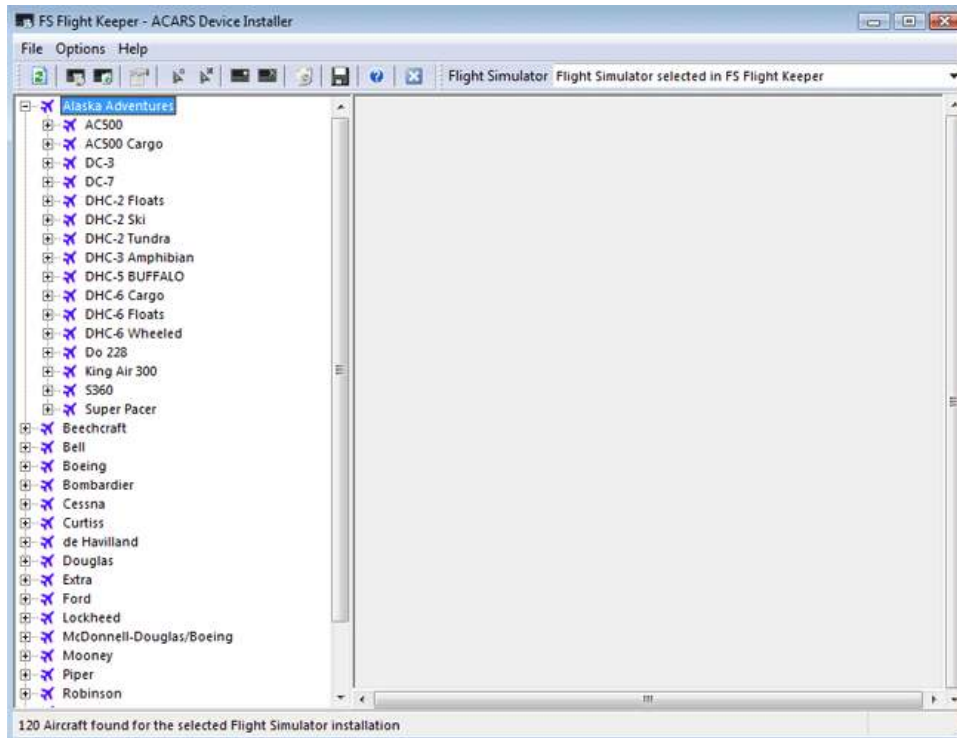 FS Flight Keeper - ACARS Device Installer
File Options Help
Flight Simulator Flight Simulator selected in FS Flight Keeper
Alaska Adventures
AC500
AC500 Cargo
DC-3
DC-7
DHC-2 Floats
DHC-2 Ski
DHC-2 Tundra
DHC-3 Amphibian
DHC-5 BUFFALO
DHC-6 Cargo
DHC-6 Floats
DHC-6 Wheeled
Do 228
King Air 300
S360
Super Pacer
Beechcraft
Bell
Boeing
Bombardier
Cessna
Curtiss
de Havilland
Douglas
Extra
Ford
Lockheed
McDonnell-Douglas/Boeing
Mooney
Piper
Robinson
120 Aircraft found for the selected Flight Simulator installation